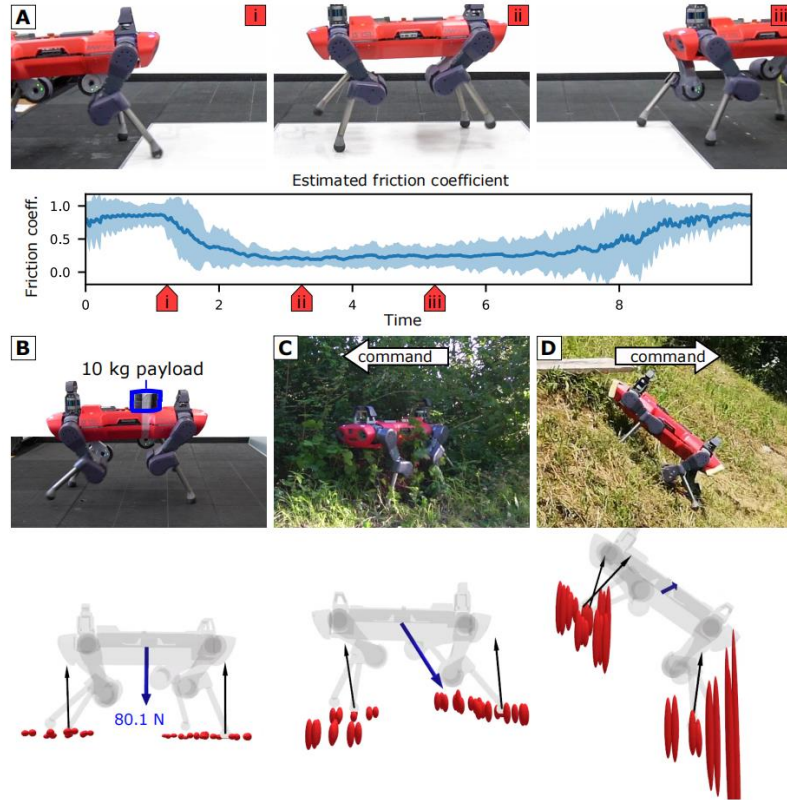 A
i
ii
iii
Estimated friction coefficient
Friction coeff.
1.0
0.5
0.0
0
2
4
6
8
i
ii
iii
Time
B
10 kg payload
C
command
D
command
80.1 N